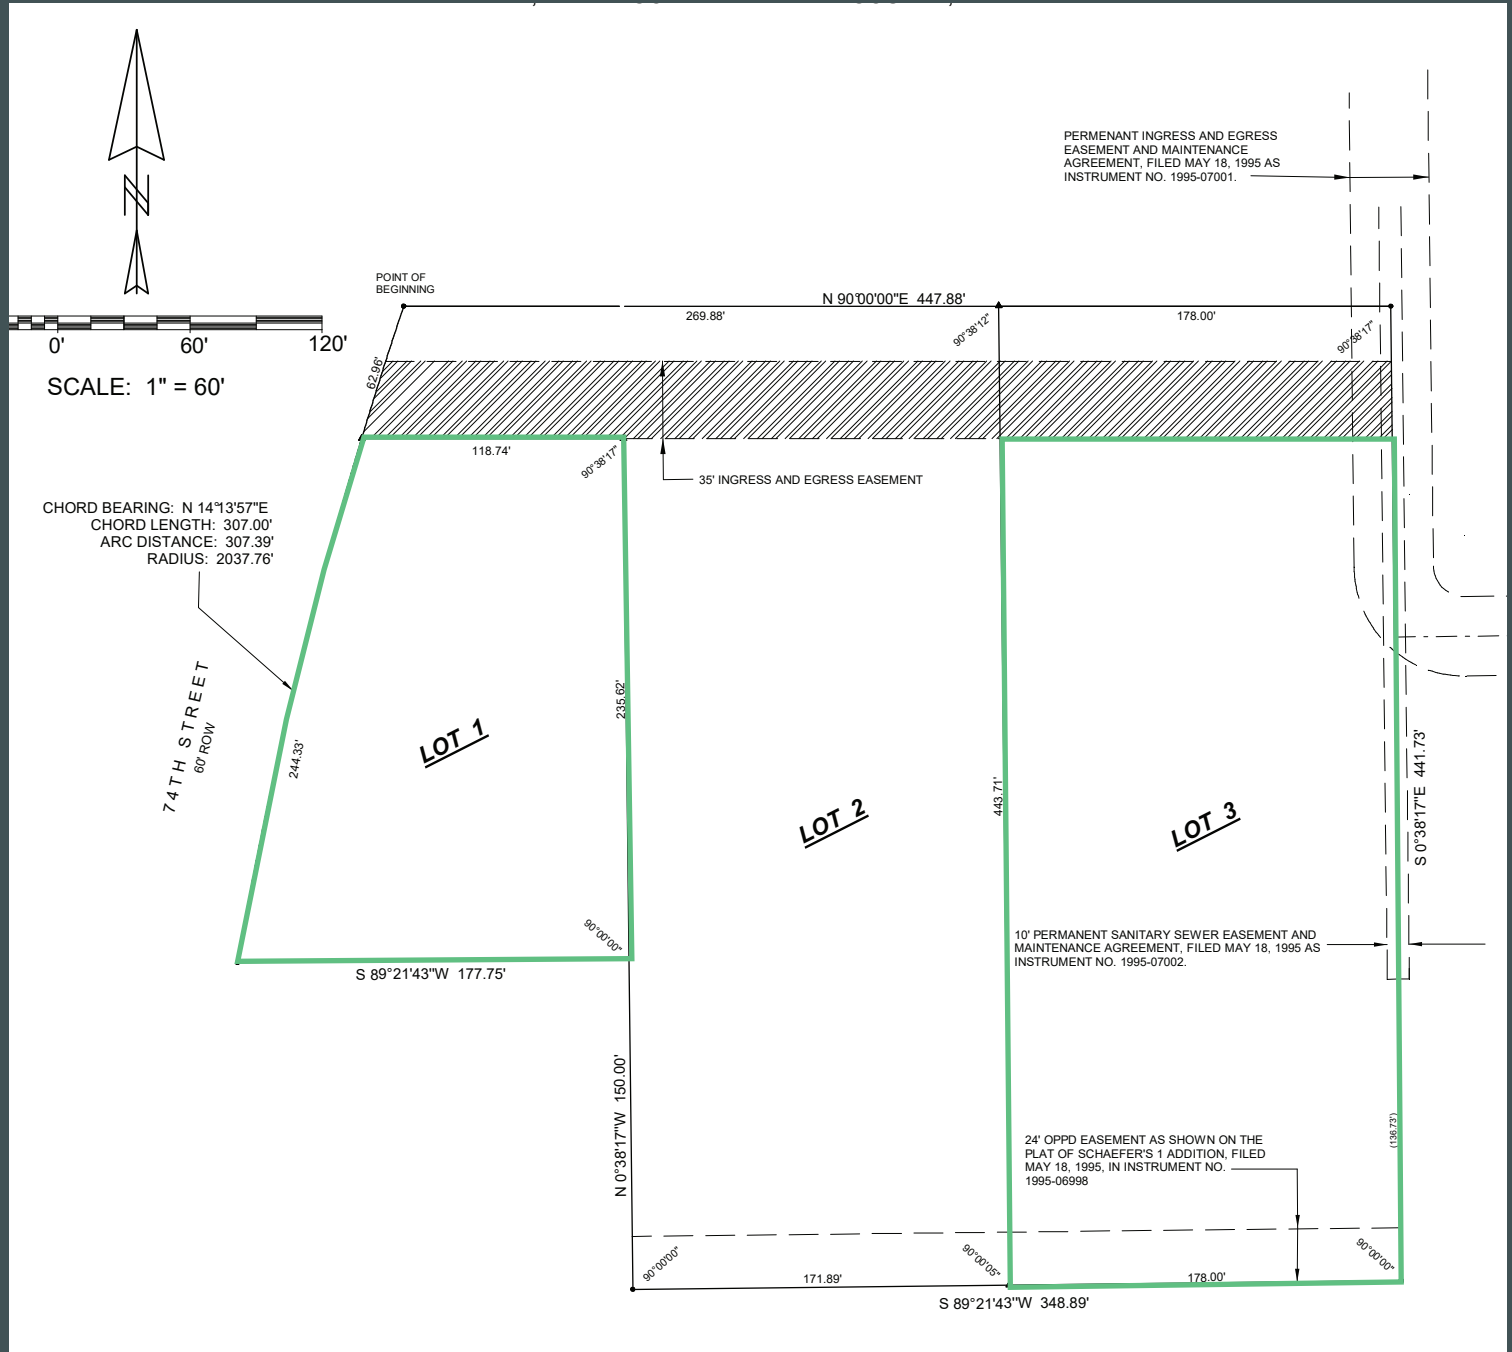 N
PERMENANT INGRESS AND EGRESS
EASEMENT AND MAINTENANCE
AGREEMENT, FILED MAY 18, 1995 AS
INSTRUMENT NO. 1995-07001.
POINT OF
BEGINNING
N 90°00'00"E 447.88'
269.88'
90°38'12"
178.00'
90°38'17"
0'
60'
120'
SCALE: 1" = 60'
62.96'
118.74'
90°38'17"
35' INGRESS AND EGRESS EASEMENT
CHORD BEARING: N 14°13'57"E
CHORD LENGTH: 307.00'
ARC DISTANCE: 307.39'
RADIUS: 2037.76'
74TH STREET
60' ROW
244.33'
235.62'
LOT 1
443.71'
LOT 2
LOT 3
S 0°38'17"E 441.73'
90°00'00"
S 89°21'43"W 177.75'
10' PERMANENT SANITARY SEWER EASEMENT AND
MAINTENANCE AGREEMENT, FILED MAY 18, 1995 AS
INSTRUMENT NO. 1995-07002.
N 0°38'17"W 150.00'
(136.73')
24' OPPD EASEMENT AS SHOWN ON THE
PLAT OF SCHAEFER'S 1 ADDITION, FILED
MAY 18, 1995, IN INSTRUMENT NO.
1995-06998
90°00'00"
90°00'05"
90°00'00"
171.89'
178.00'
S 89°21'43"W 348.89'